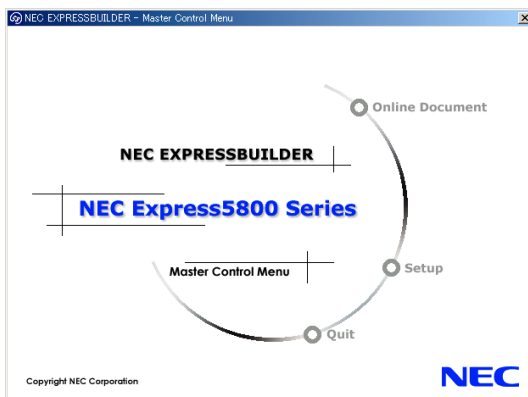 NEC EXPRESSBUILDER - Master Control Menu
Online Document
NEC EXPRESSBUILDER
NEC Express5800 Series
Master Control Menu
Setup
Quit
Copyright NEC Corporation
NEC